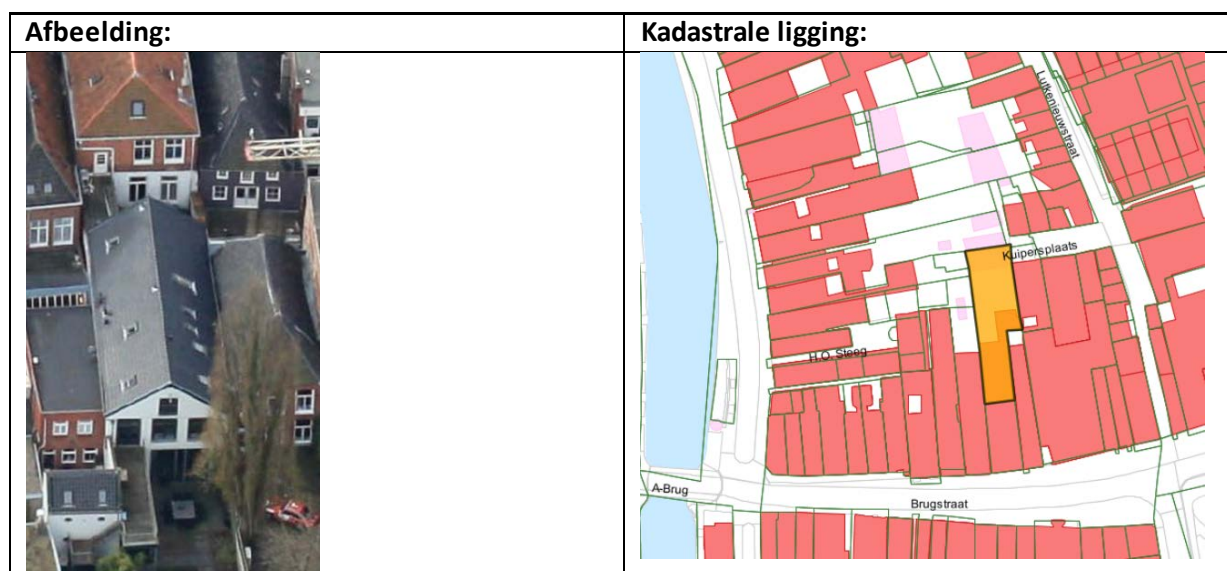 Afbeelding:
Kadastrale ligging:
Lutkenieuwstraat
Kuipersplaats
H.O. Steeg
A-Brug
Brugstraat